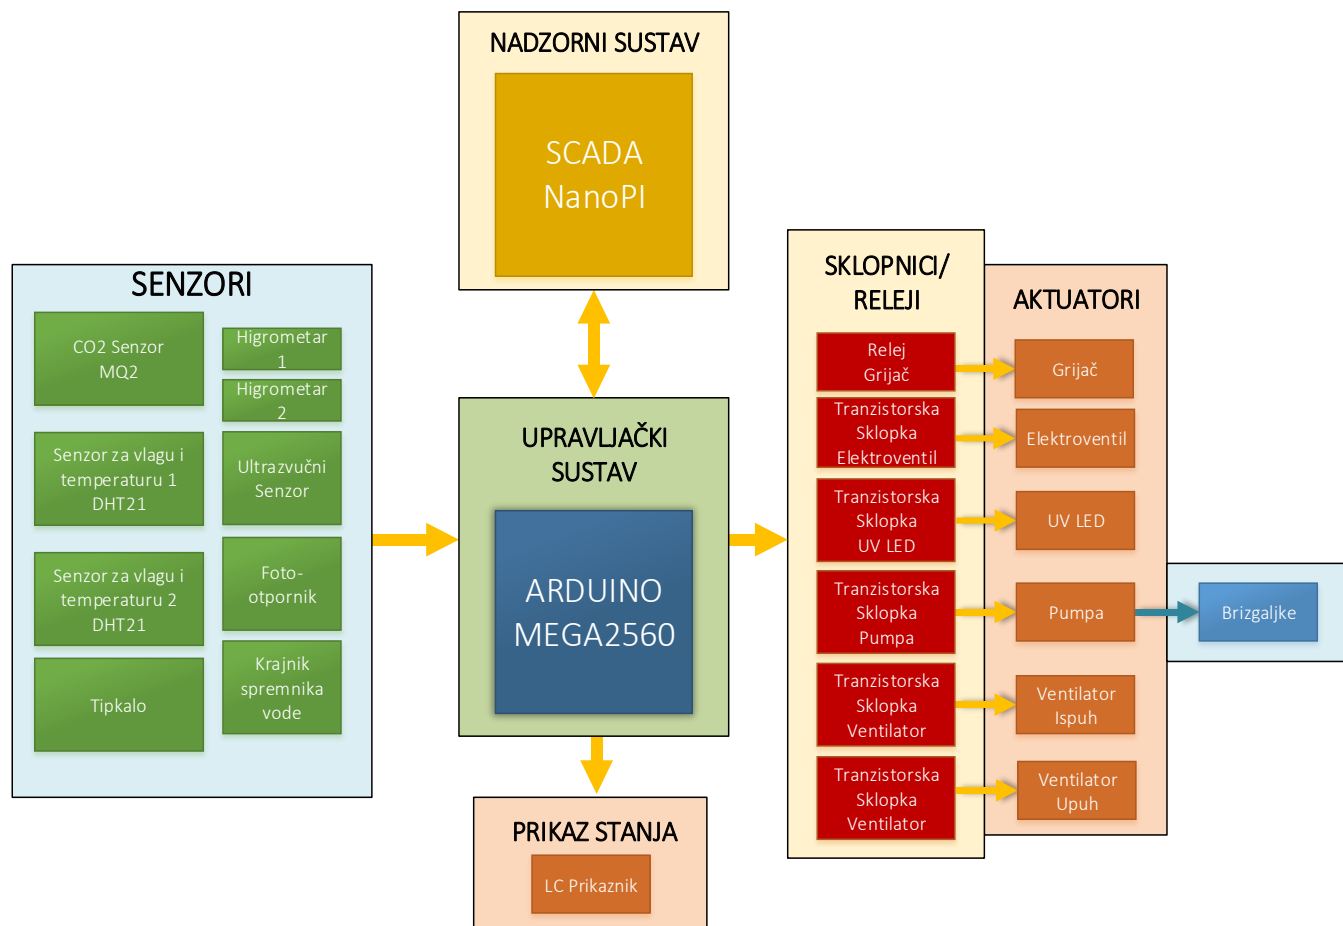 NADZORNI SUSTAV
SCADA
NanoPI
SENZORI
CO2 Senzor
MQ2
Higrometar
1
Higrometar
2
Senzor za vlagu i
temperaturu 1
DHT21
Ultrazvučni
Senzor
Senzor za vlagu i
temperaturu 2
DHT21
Foto-
otpornik
Tipkalo
Krajnik
spremnika
vode
UPRAVLJAČKI
SUSTAV
ARDUINO
MEGA2560
PRIKAZ STANJA
LC Prikaznik
SKLOPNICI/
RELEJI
Relej
Grijač
Tranzistorska
Sklopka
Elektroventil
Tranzistorska
Sklopka
UV LED
Tranzistorska
Sklopka
Pumpa
Tranzistorska
Sklopka
Ventilator
Tranzistorska
Sklopka
Ventilator
AKTUATORI
Grijač
Elektroventil
UV LED
Pumpa
Ventilator
Ispuh
Ventilator
Upuh
Brizgaljke